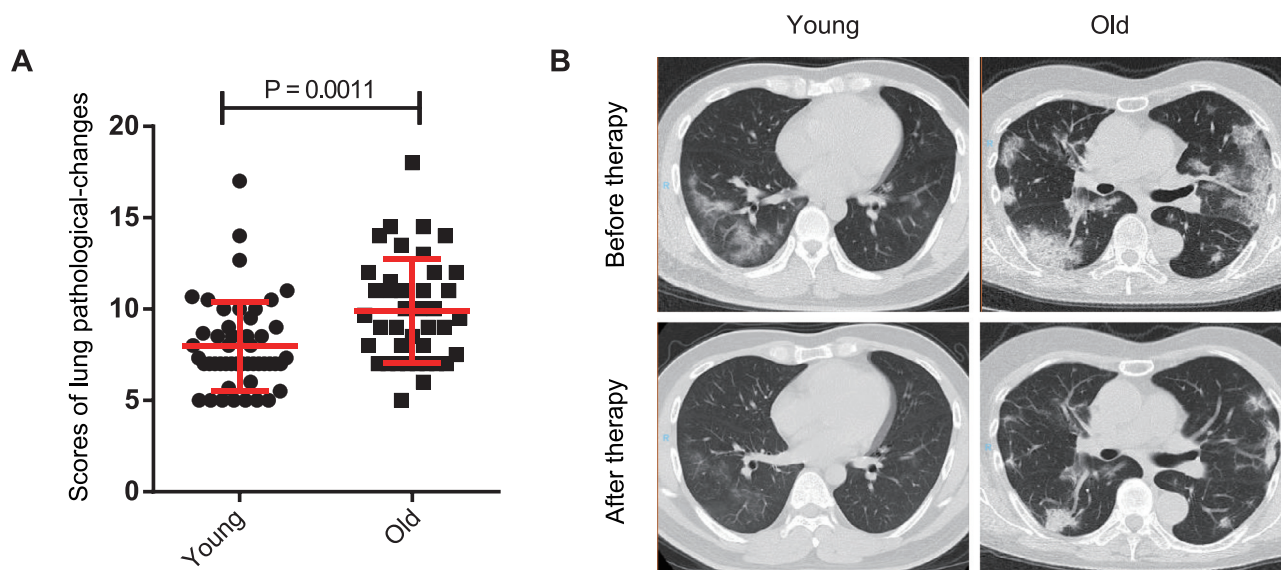 A
P = 0.0011
Scores of lung pathological-changes
20
15
10
5
0
Young
Old
B
Young
Old
Before therapy
After therapy
R
R
R
R